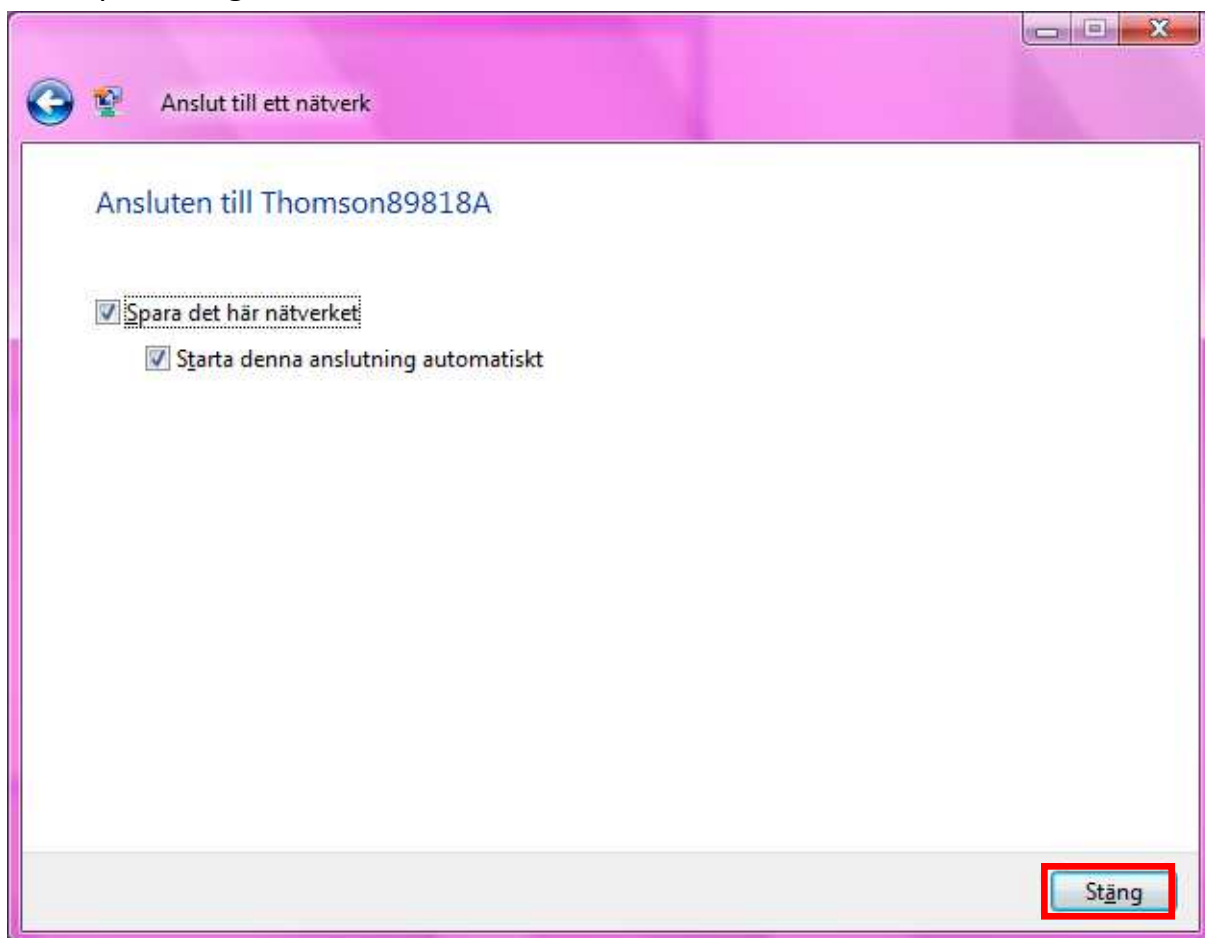 Anslut till ett nätverk
Ansluten till Thomson89818A
Spara det här nätverket
Starta denna anslutning automatiskt
Stäng